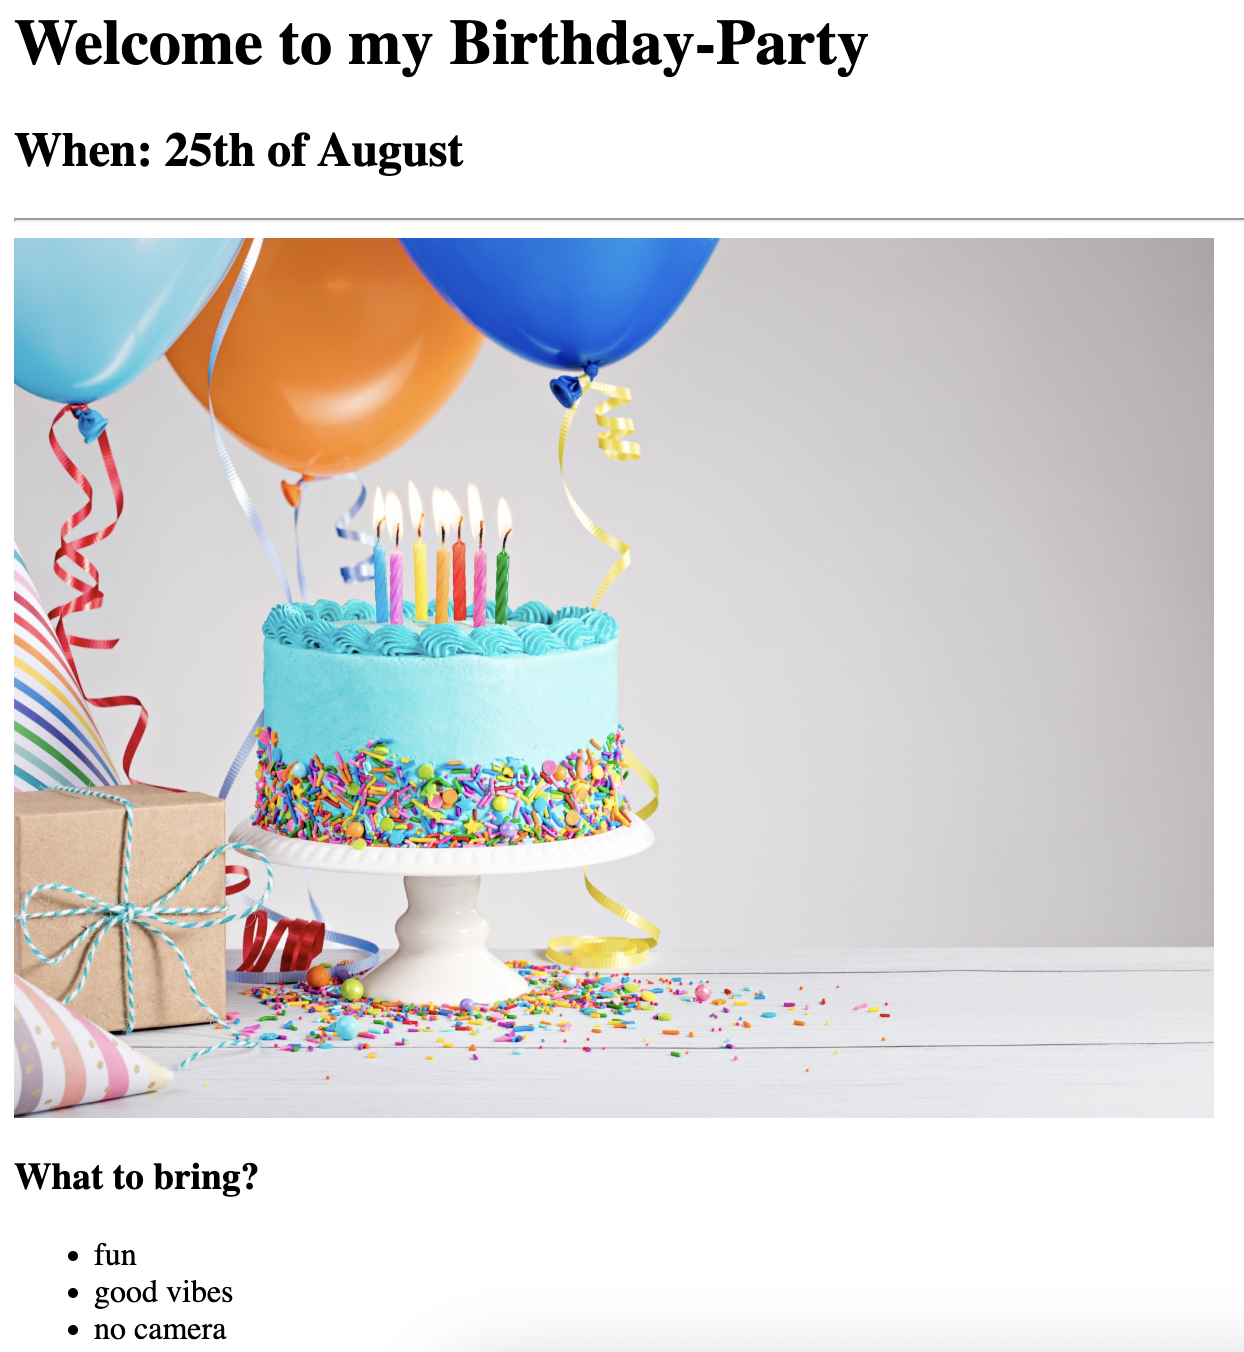 Welcome to my Birthday-Party
When: 25th of August
What to bring?
fun
good vibes
no camera